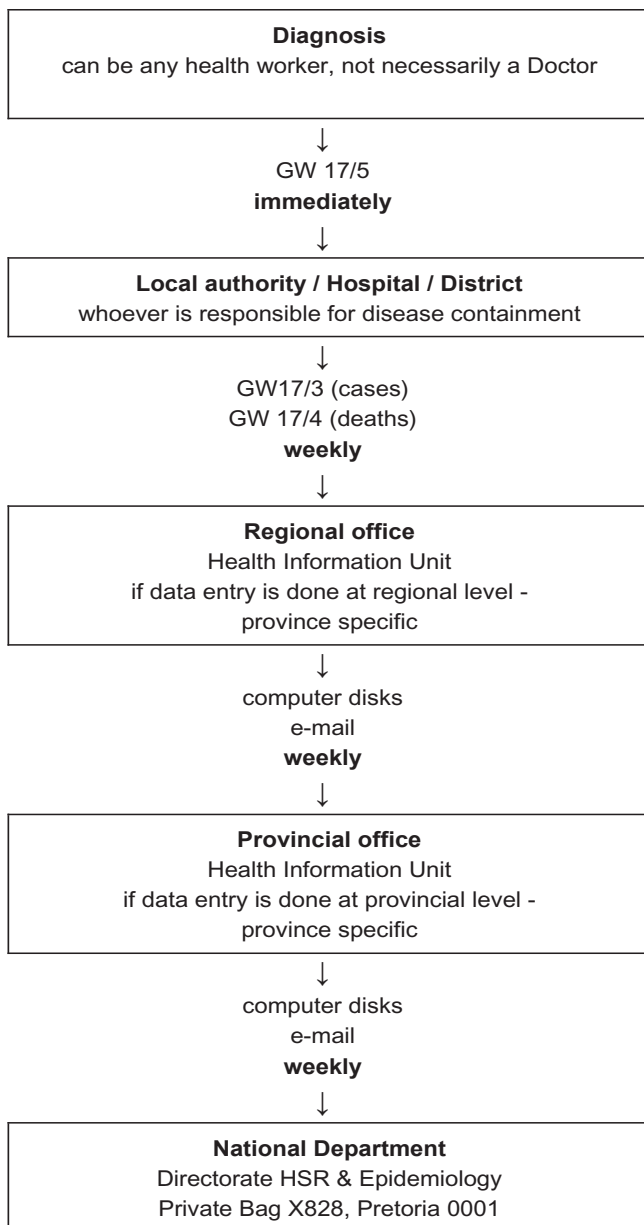 Diagnosis
can be any health worker, not necessarily a Doctor
↓
GW 17/5
immediately
↓
Local authority / Hospital / District
whoever is responsible for disease containment
↓
GW17/3 (cases)
GW 17/4 (deaths)
weekly
↓
Regional office
Health Information Unit
if data entry is done at regional level -
province specific
↓
computer disks
e-mail
weekly
↓
Provincial office
Health Information Unit
if data entry is done at provincial level -
province specific
↓
computer disks
e-mail
weekly
↓
National Department
Directorate HSR & Epidemiology
Private Bag X828, Pretoria 0001